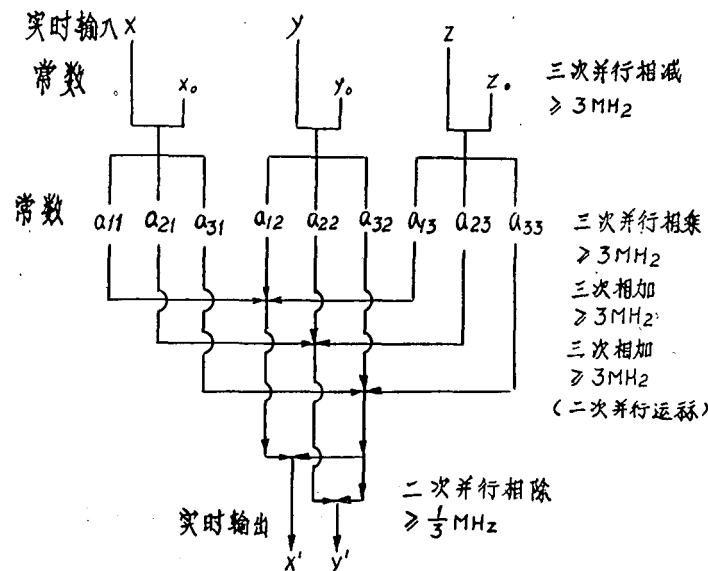 实时输入 X Y Z
常数 X₀ Y₀ Z₀
三次并行相减
≥ 3MHz
常数 a11 a21 a31 a12 a22 a32 a13 a23 a33
三次并行相乘
≥ 3MHz
三次相加
≥ 3MHz
三次相加
≥ 3MHz
(二次并行运算)
二次并行相除
≥ 1/3 MHz
实时输出
X' Y'